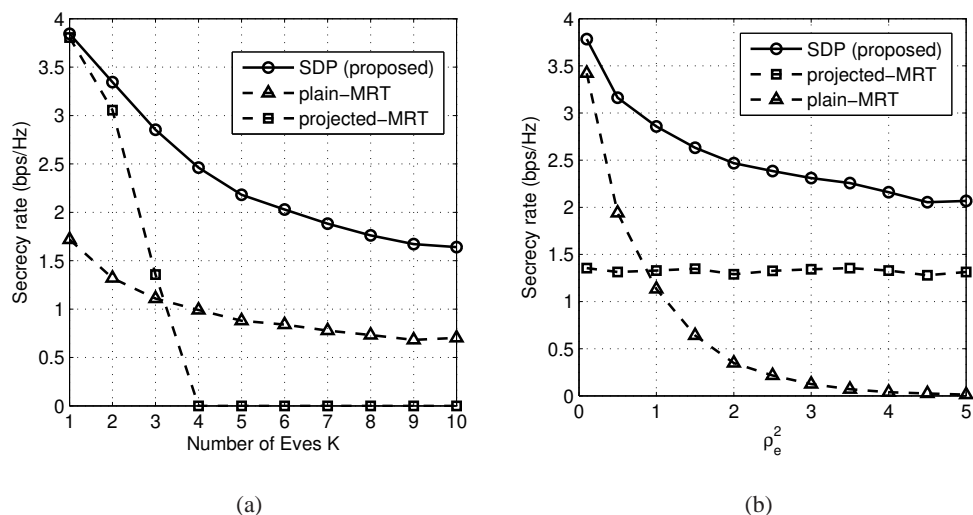 4
3.5
3
2.5
2
1.5
1
0.5
0
Secrecy rate (bps/Hz)
SDP (proposed)
plain−MRT
projected−MRT
1 2 3 4 5 6 7 8 9 10
Number of Eves K
(a)
4
3.5
3
2.5
2
1.5
1
0.5
0
Secrecy rate (bps/Hz)
SDP (proposed)
projected−MRT
plain−MRT
0 1 2 3 4 5
ρ_e^2
(b)